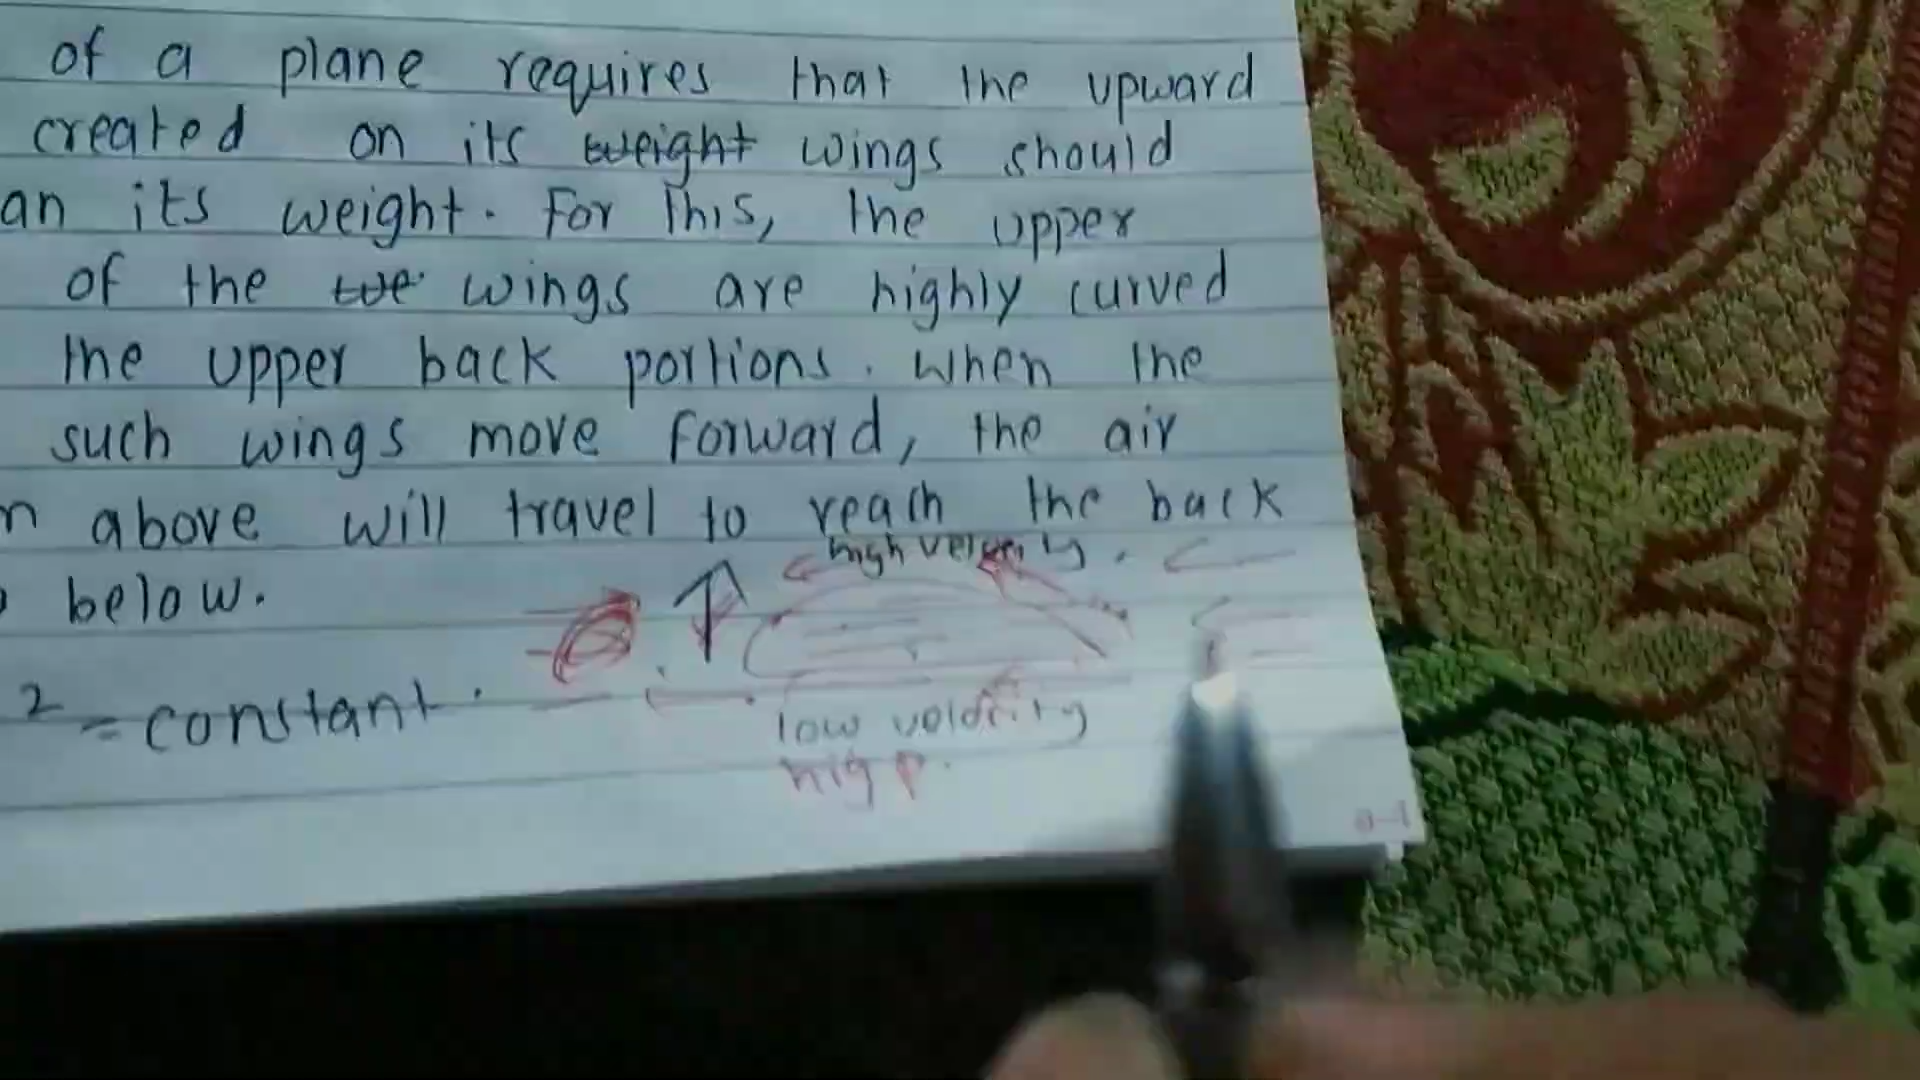 of a plane requires that the upward
created on its weight wings should
an its weight. For this, the upper
of the we wings are highly curved
the upper back portions. When the
such wings move forward, the air
n above will travel to reach the back
high velocity.
below.
2 = constant.
low velocity
hig p.